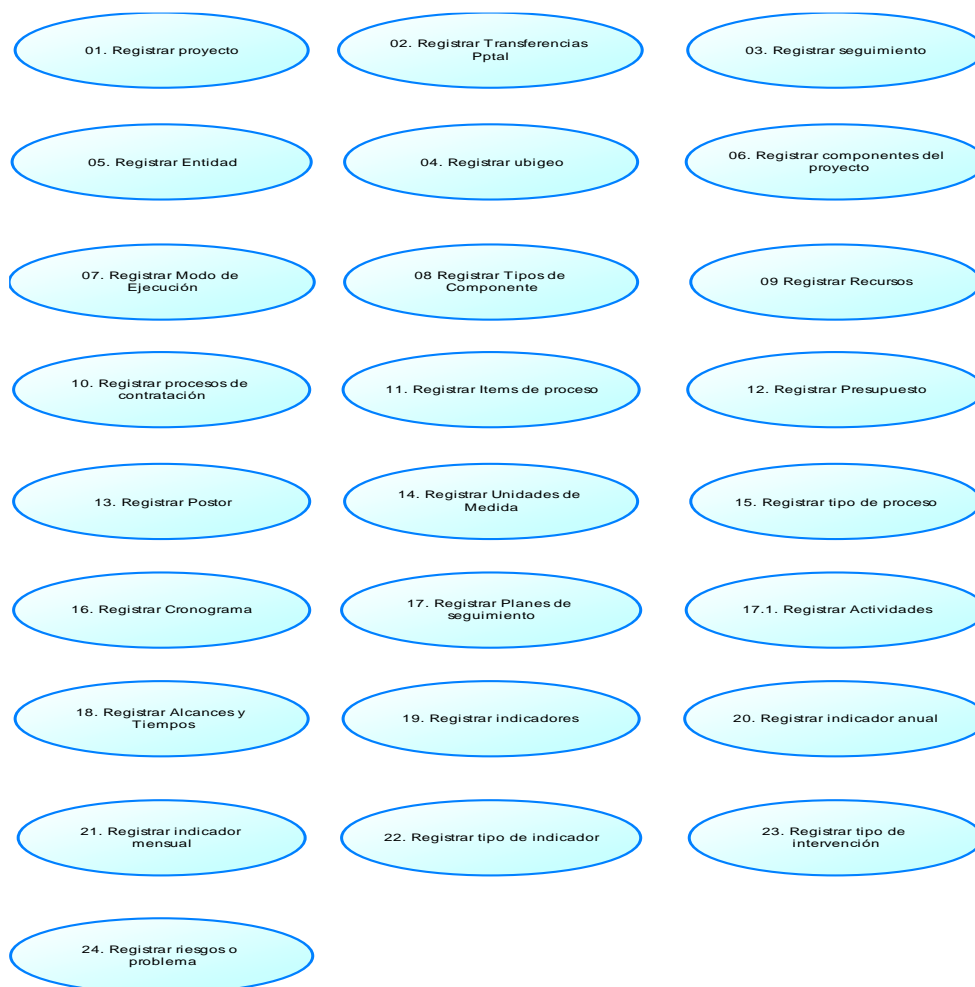 01. Registrar proyecto
02. Registrar Transferencias
Pptal
03. Registrar seguimiento
05. Registrar Entidad
04. Registrar ubigeo
06. Registrar componentes del
proyecto
07. Registrar Modo de
Ejecución
08 Registrar Tipos de
Componente
09 Registrar Recursos
10. Registrar procesos de
contratación
11. Registrar Items de proceso
12. Registrar Presupuesto
13. Registrar Postor
14. Registrar Unidades de
Medida
15. Registrar tipo de proceso
16. Registrar Cronograma
17. Registrar Planes de
seguimiento
17.1. Registrar Actividades
18. Registrar Alcances y
Tiempos
19. Registrar indicadores
20. Registrar indicador anual
21. Registrar indicador
mensual
22. Registrar tipo de indicador
23. Registrar tipo de
intervención
24. Registrar riesgos o
problema